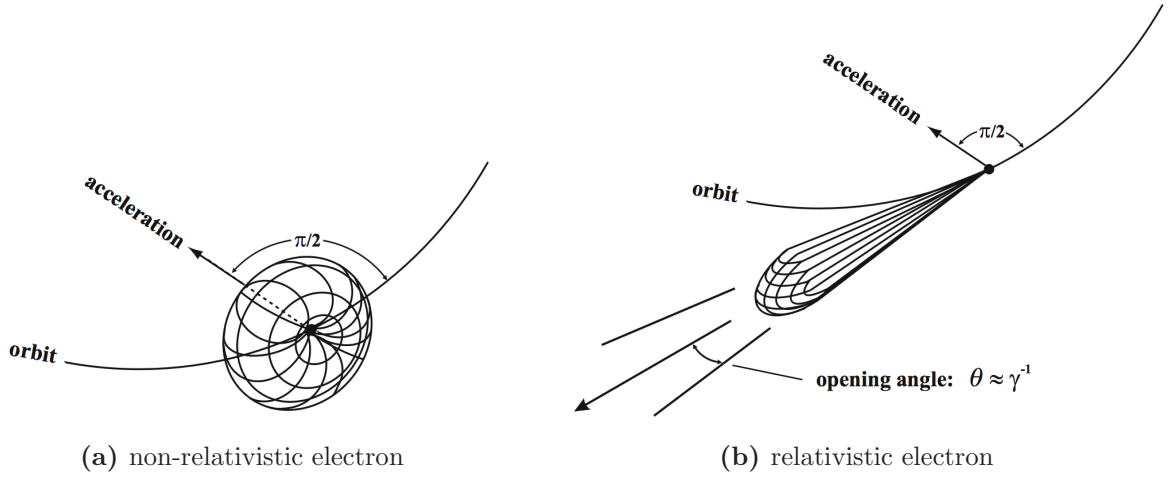 acceleration
π/2
orbit
(a) non-relativistic electron
acceleration
π/2
orbit
opening angle: θ ≈ γ⁻¹
(b) relativistic electron